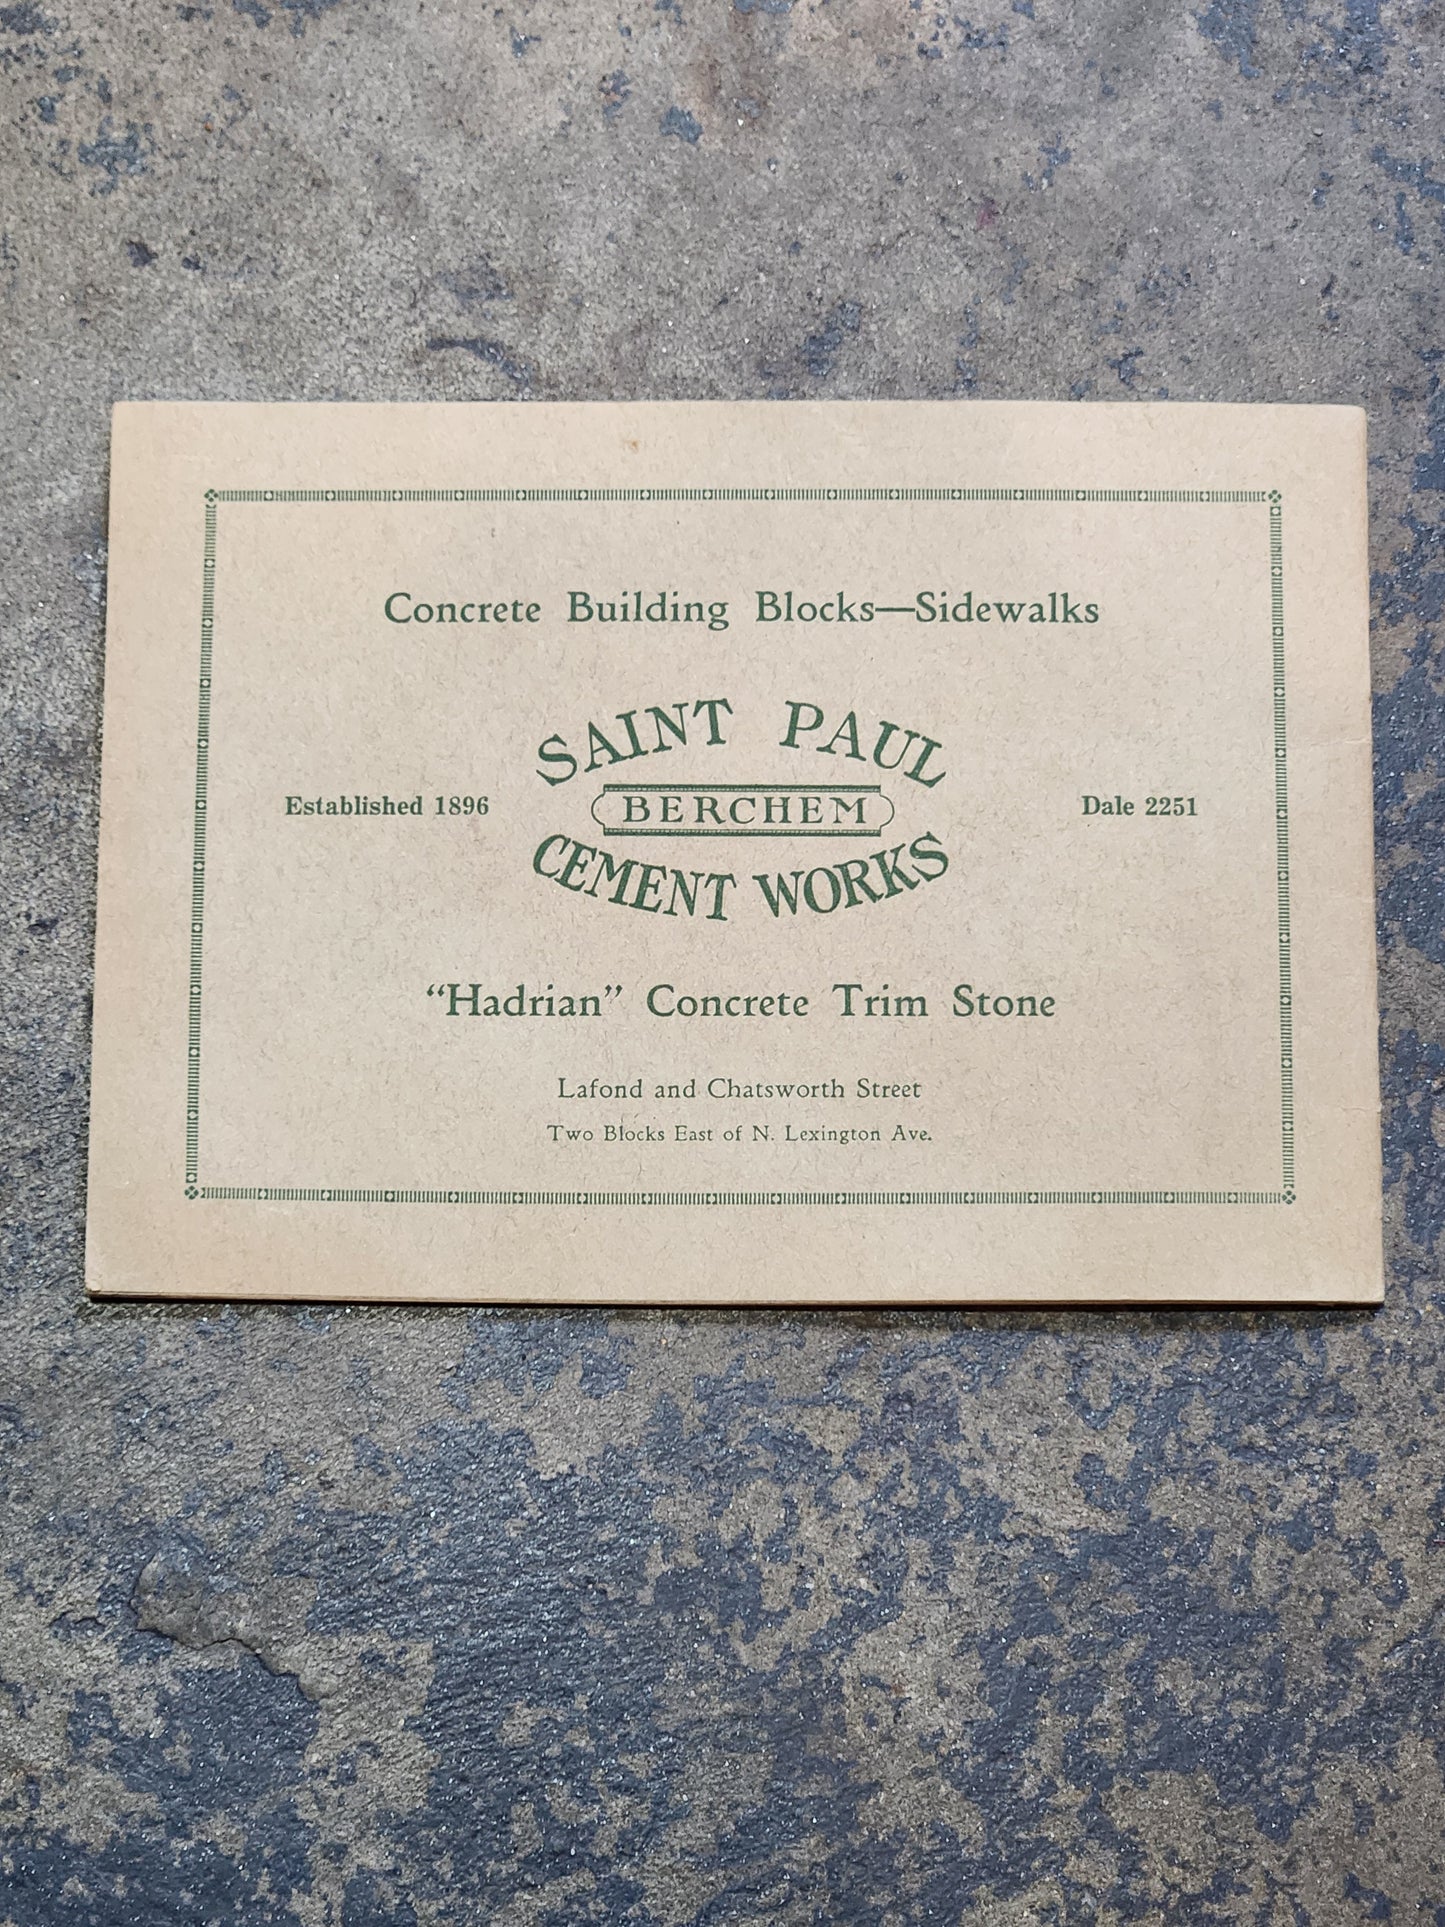 Concrete Building Blocks—Sidewalks
SAINT PAUL
Established 1896
BERCHEM
Dale 2251
CEMENT WORKS
“Hadrian” Concrete Trim Stone
Lafond and Chatsworth Street
Two Blocks East of N. Lexington Ave.